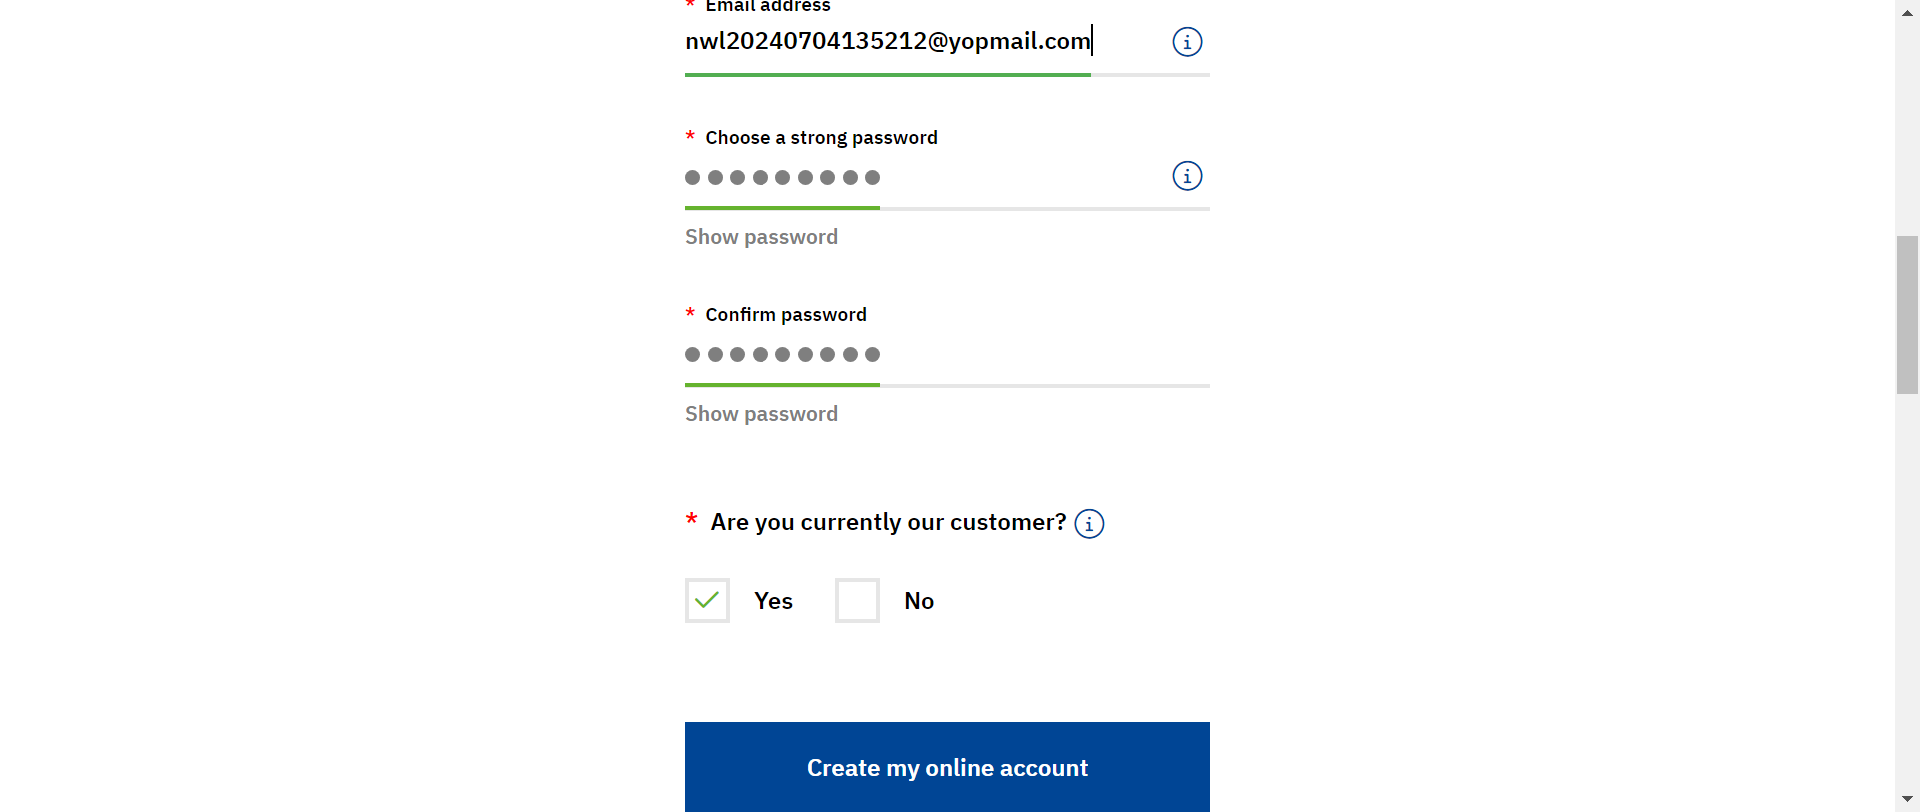 * Email address
nwl20240704135212@yopmail.com
* Choose a strong password
Show password
* Confirm password
Show password
* Are you currently our customer?
Yes No
Create my online account